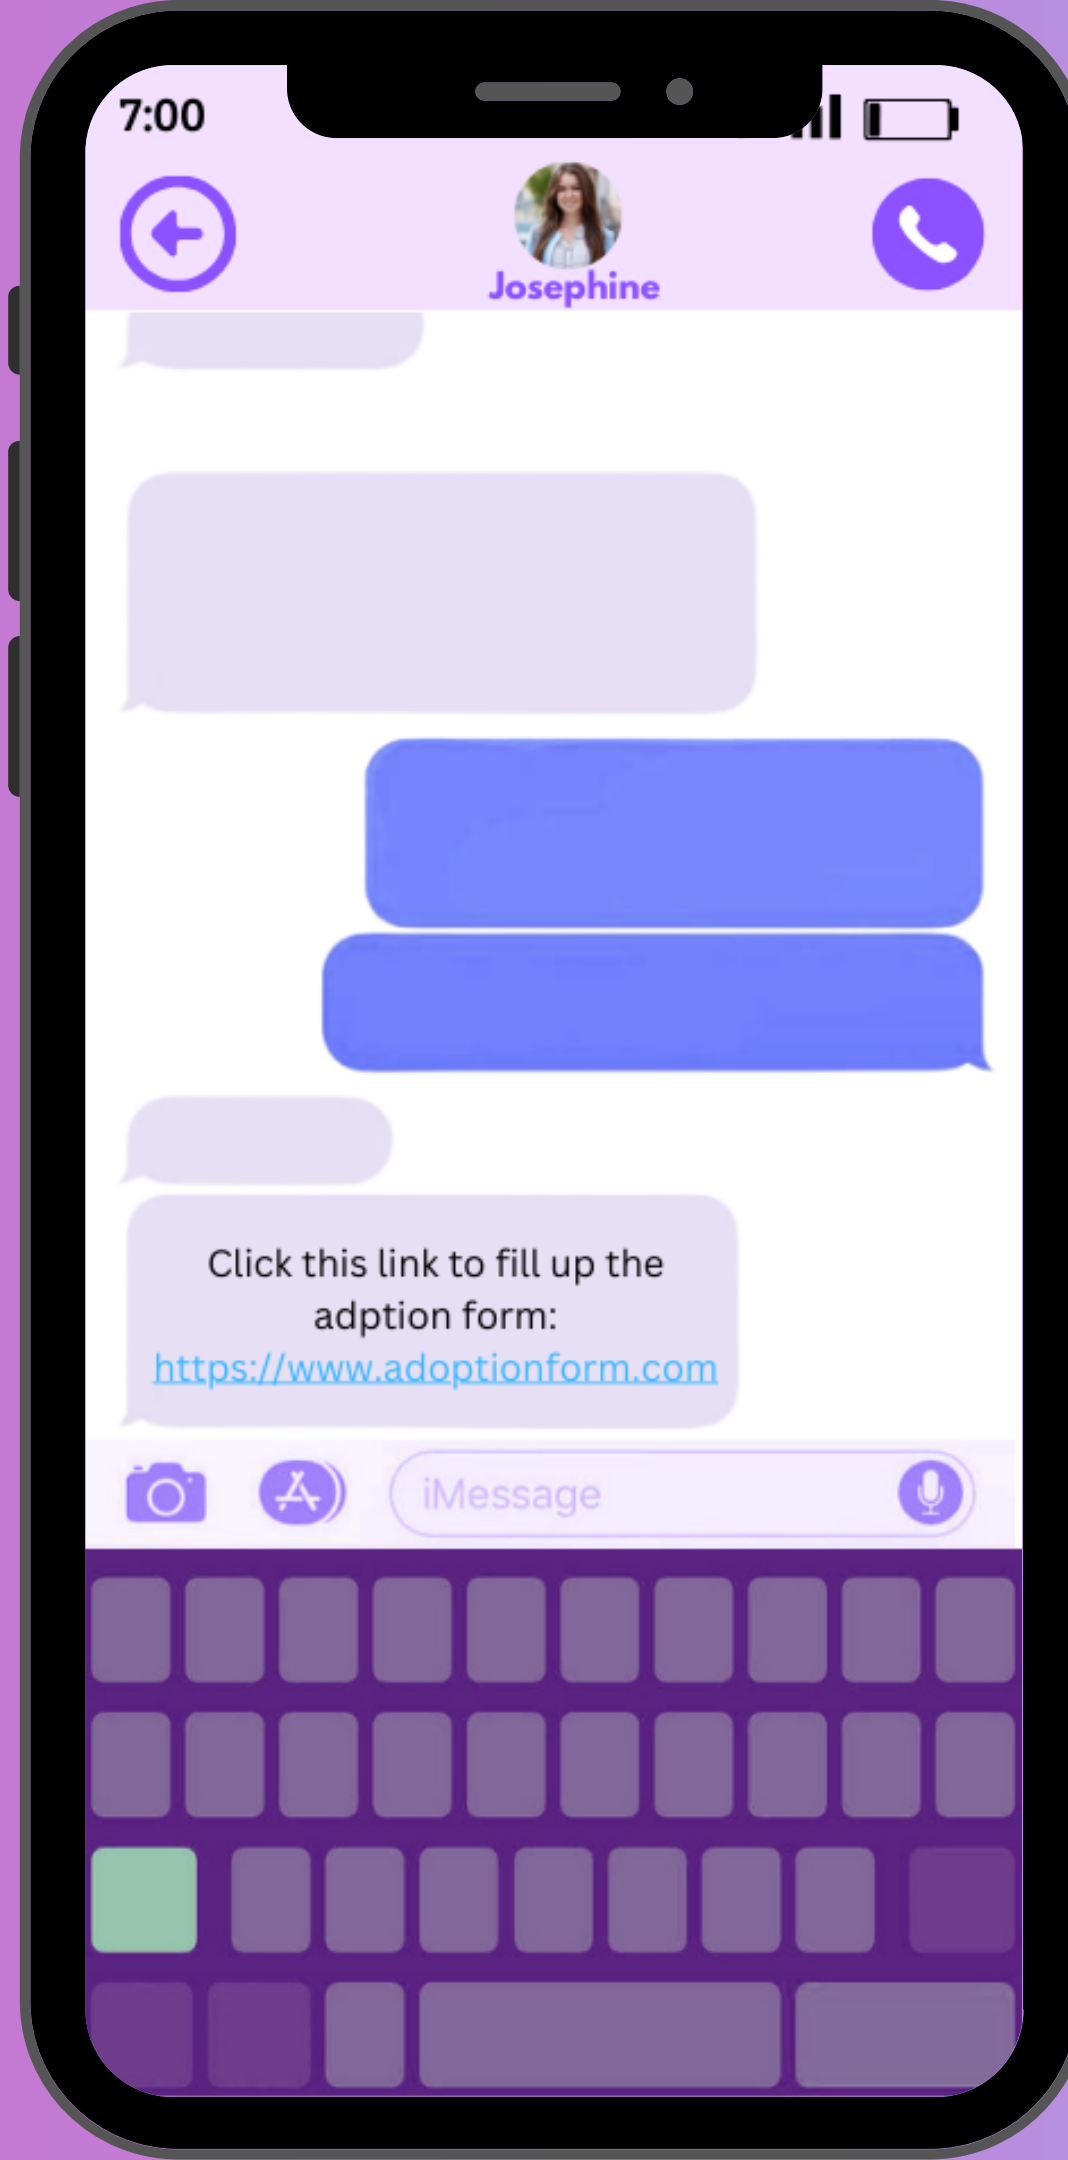 7:00
Josephine
Click this link to fill up the
adption form:
https://www.adoptionform.com
iMessage